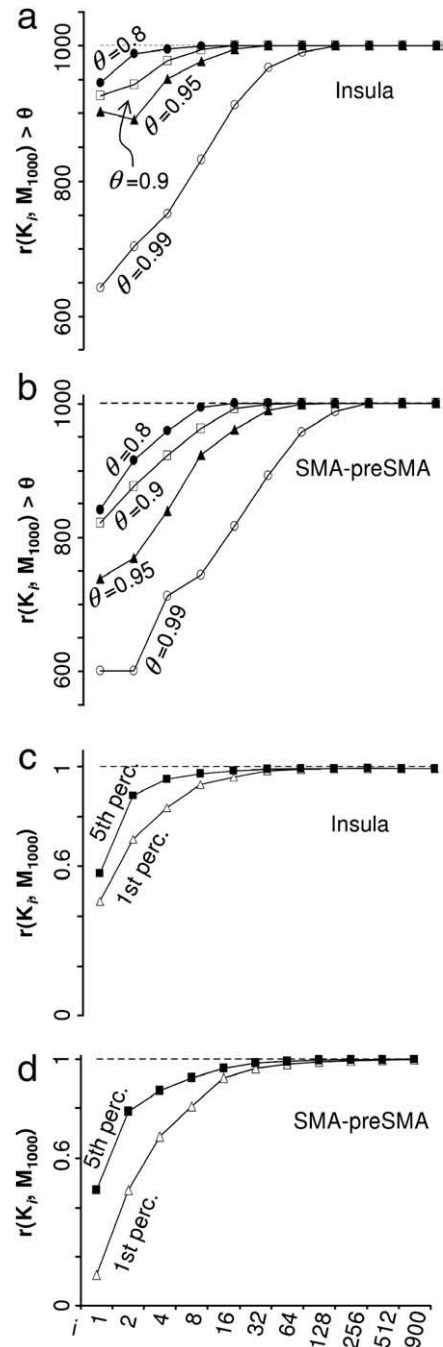 a
1000
800
600
r(Ki, M1000) > θ
θ=0.8
θ=0.95
θ=0.9
θ=0.99
Insula
b
1000
800
600
r(Ki, M1000) > θ
θ=0.8
θ=0.9
θ=0.95
θ=0.99
SMA-preSMA
c
1
0.6
0
r(Ki, M1000)
5th perc.
1st perc.
Insula
d
1
0.6
0
r(Ki, M1000)
5th perc.
1st perc.
SMA-preSMA
i: 1 2 4 8 16 32 64 128 256 512 900